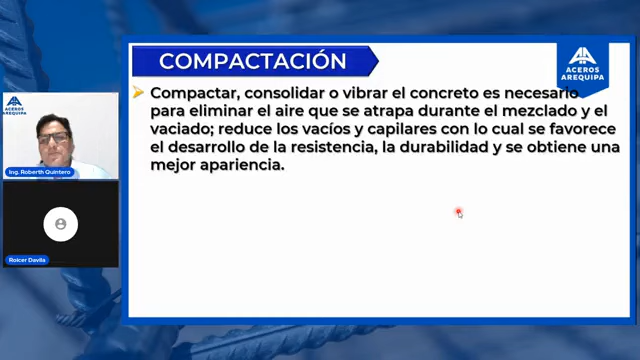 COMPACTACIÓN
ACEROS
AREQUIPA
Compactar, consolidar o vibrar el concreto es necesario
para eliminar el aire que se atrapa durante el mezclado y el
vaciado; reduce los vacíos y capilares con lo cual se favorece
el desarrollo de la resistencia, la durabilidad y se obtiene una
mejor apariencia.
ACEROS
AREQUIPA
Ing. Roberth Quintero
Roicer Davila